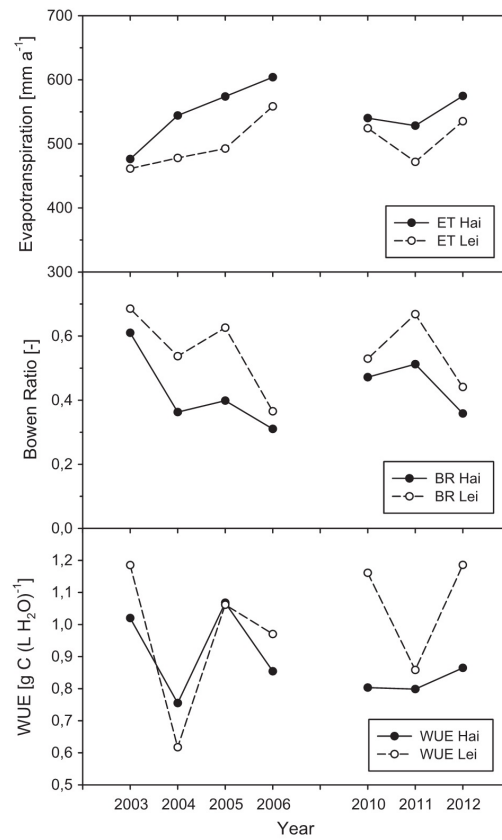 700
600
500
400
300
Evapotranspiration [mm a⁻¹]
ET Hai
ET Lei
0,6
0,4
0,2
0,0
Bowen Ratio [-]
BR Hai
BR Lei
1,2
1,1
1,0
0,9
0,8
0,7
0,6
0,5
WUE [g C (L H₂O)⁻¹]
WUE Hai
WUE Lei
2003 2004 2005 2006 2010 2011 2012
Year